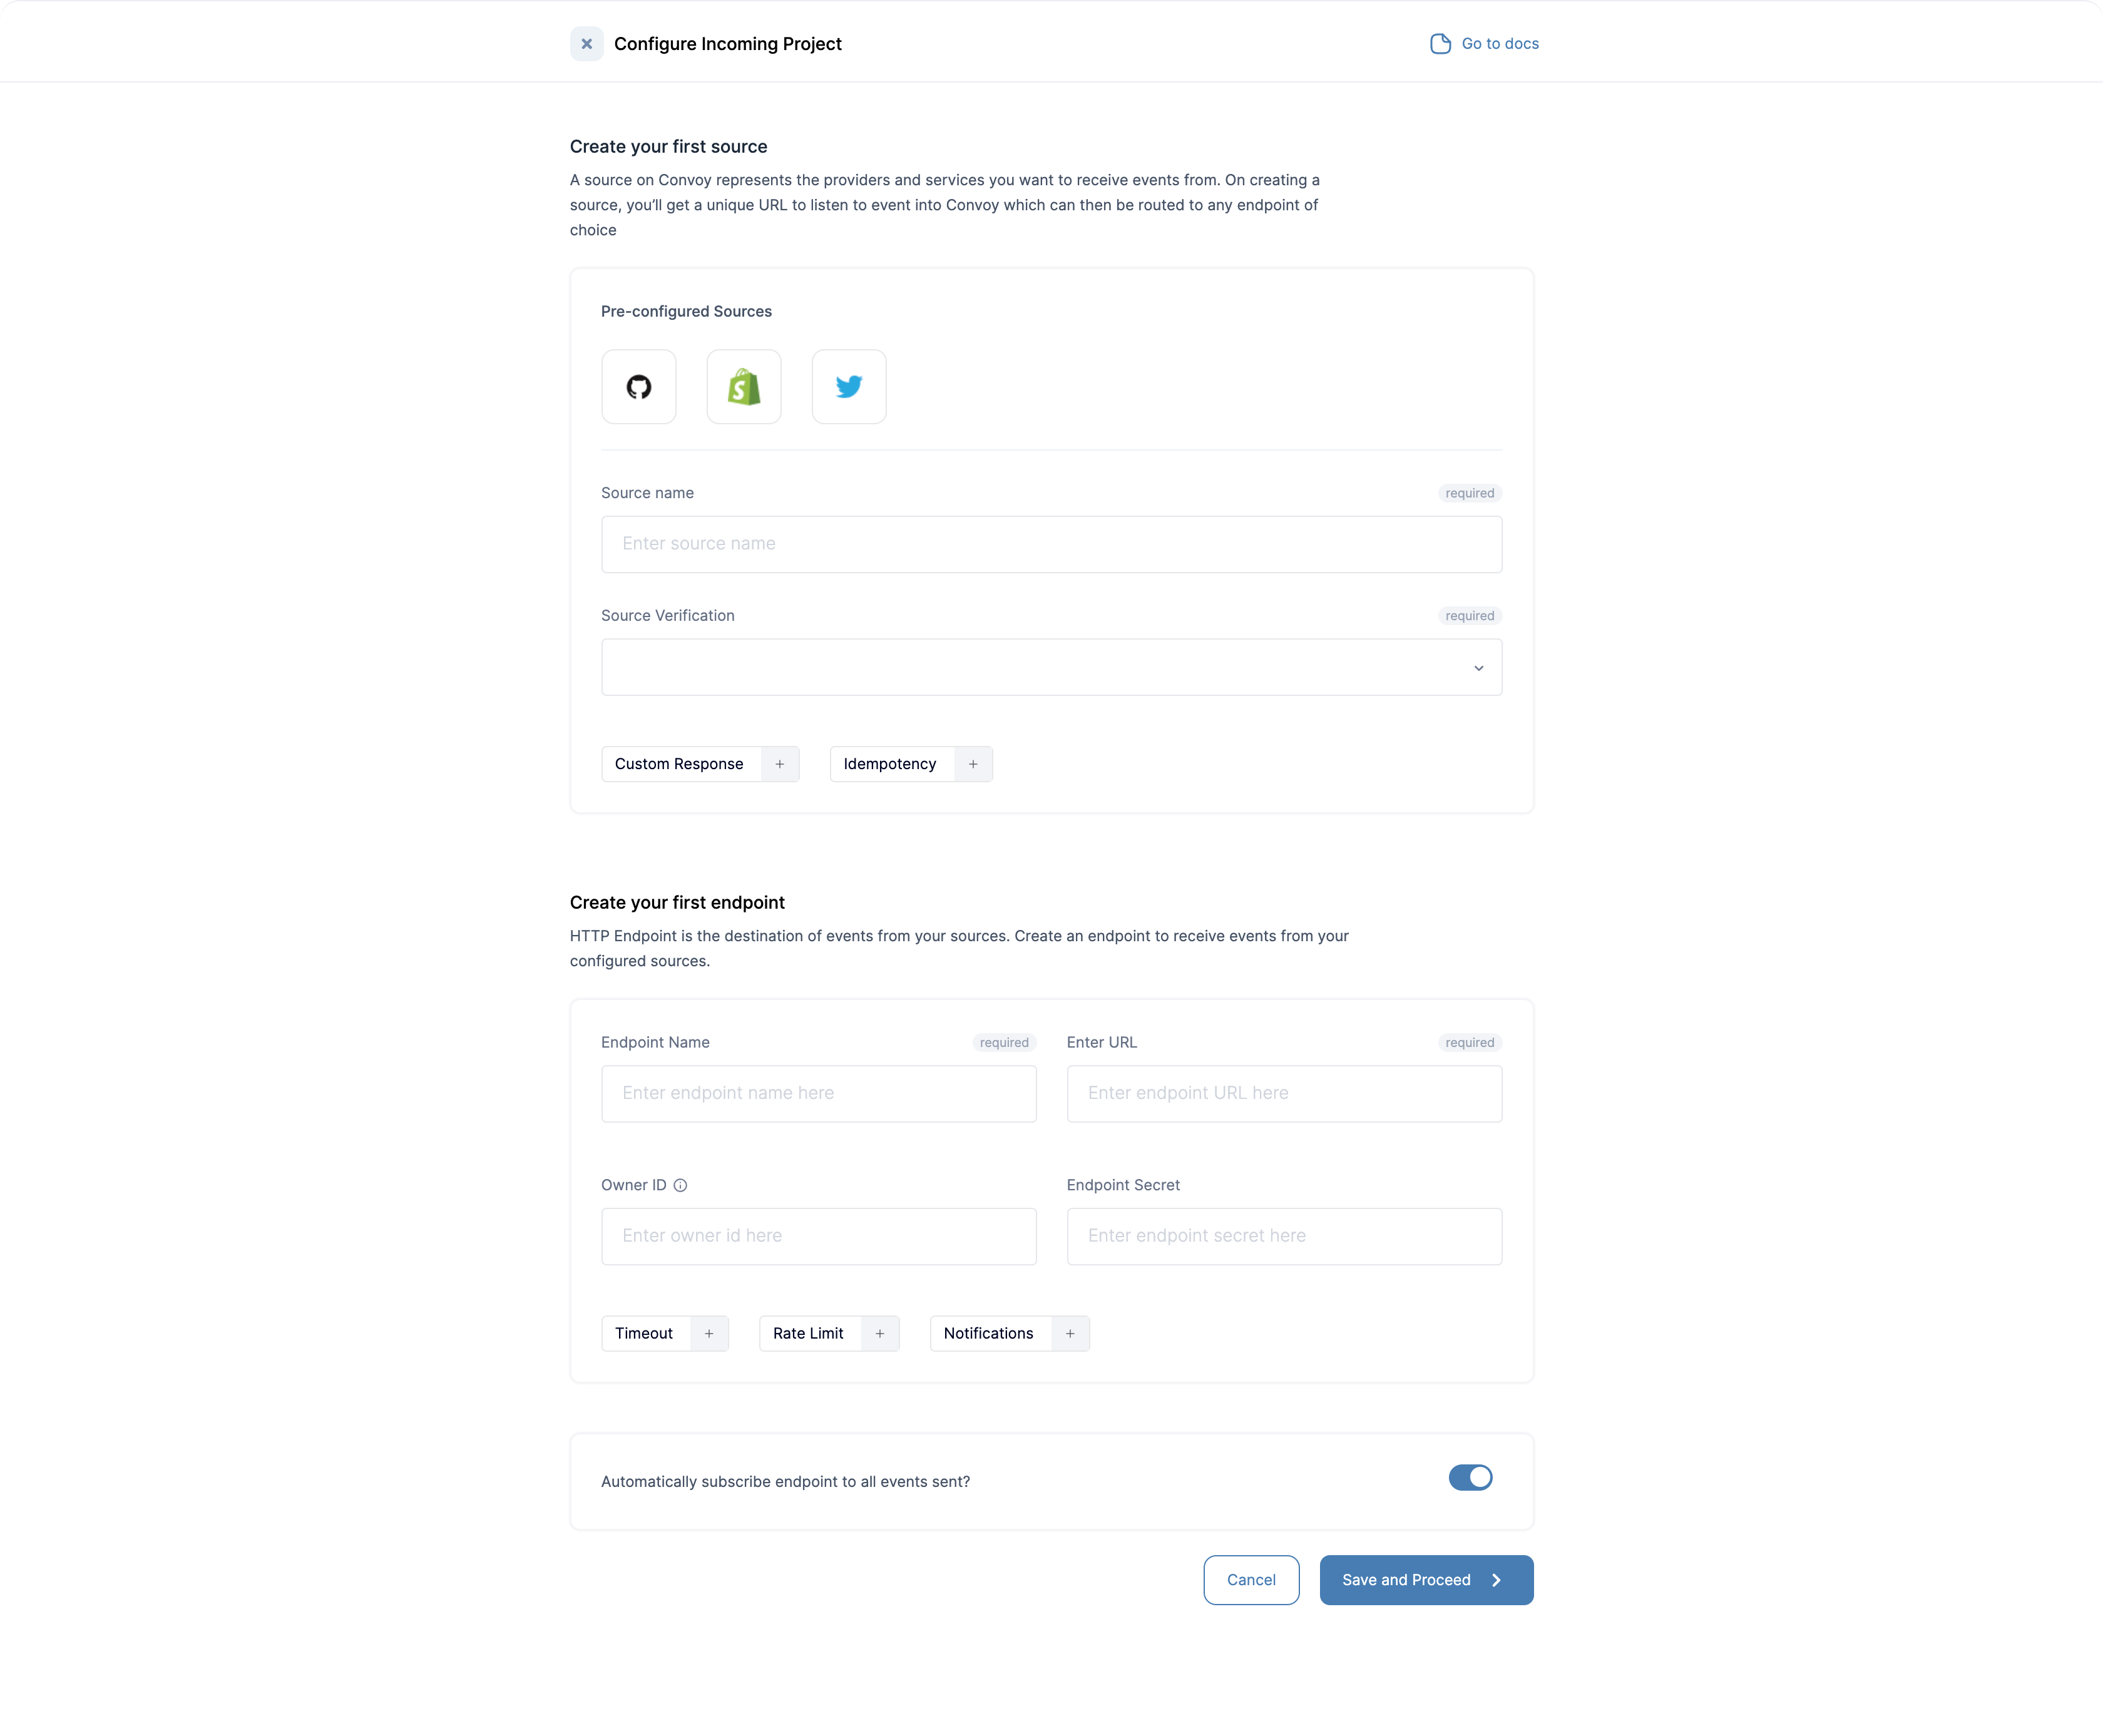 Configure Incoming Project
Go to docs
Create your first source
A source on Convoy represents the providers and services you want to receive events from. On creating a
source, you'll get a unique URL to listen to event into Convoy which can then be routed to any endpoint of
choice
Pre-configured Sources
Source name
required
Enter source name
Source Verification
required
Custom Response +
Idempotency +
Create your first endpoint
HTTP Endpoint is the destination of events from your sources. Create an endpoint to receive events from your
configured sources.
Endpoint Name
required
Enter URL
required
Enter endpoint name here
Enter endpoint URL here
Owner ID
Endpoint Secret
Enter owner id here
Enter endpoint secret here
Timeout +
Rate Limit +
Notifications +
Automatically subscribe endpoint to all events sent?
Cancel
Save and Proceed